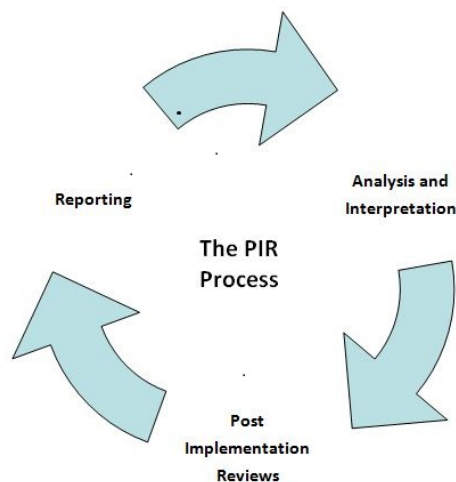 Reporting
Analysis and
Interpretation
The PIR
Process
Post
Implementation
Reviews